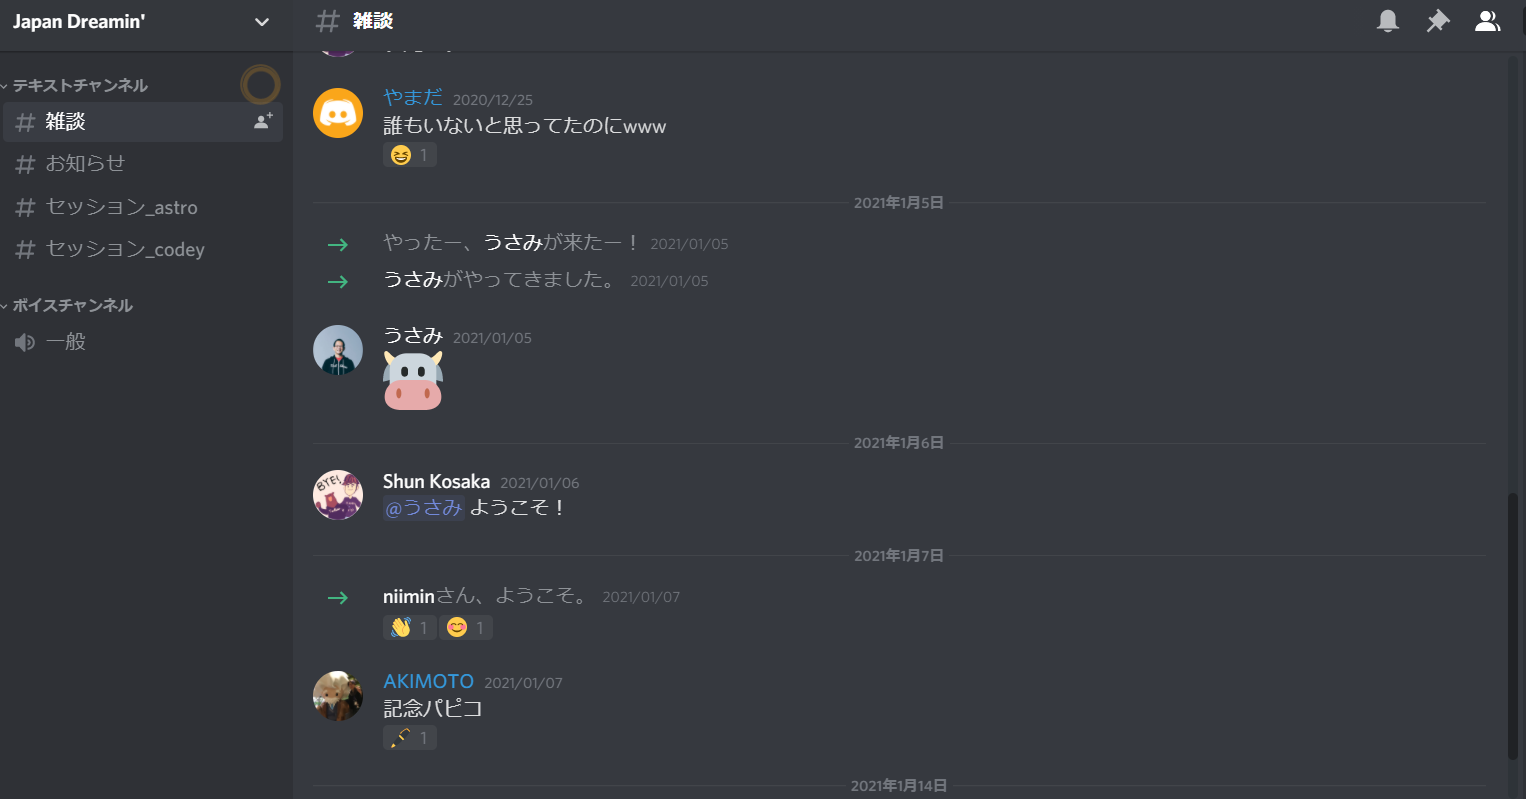 Japan Dreamin'
テキストチャンネル
雑談
お知らせ
セッション_astro
セッション_codey
ボイスチャンネル
一般
雑談
やまだ 2020/12/25
誰もいないと思ってたのにwww
1
2021年1月5日
やったー、うさみが来たー！ 2021/01/05
うさみがやってきました。 2021/01/05
うさみ 2021/01/05
2021年1月6日
BYE!
Shun Kosaka 2021/01/06
@うさみ ようこそ！
2021年1月7日
niiminさん、ようこそ。 2021/01/07
1 1
AKIMOTO 2021/01/07
記念パピコ
1
2021年1月14日